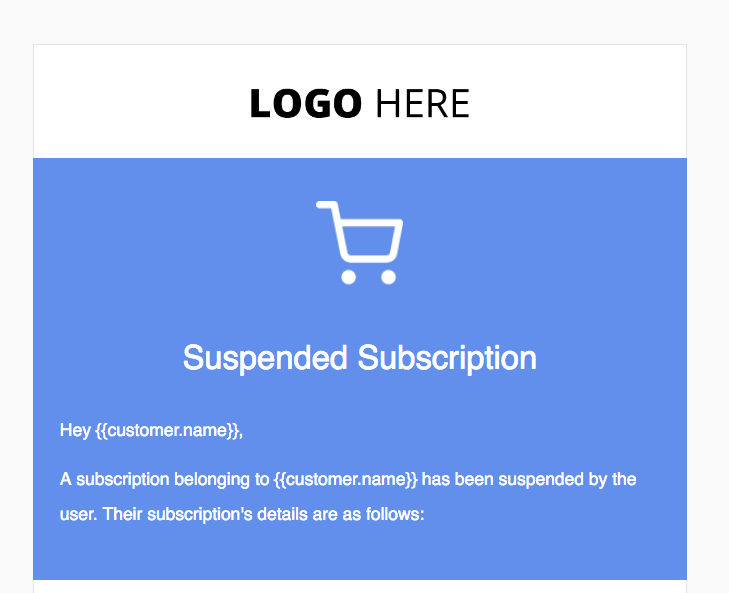 LOGO HERE
Suspended Subscription
Hey {{customer.name}},
A subscription belonging to {{customer.name}} has been suspended by the
user. Their subscription's details are as follows: